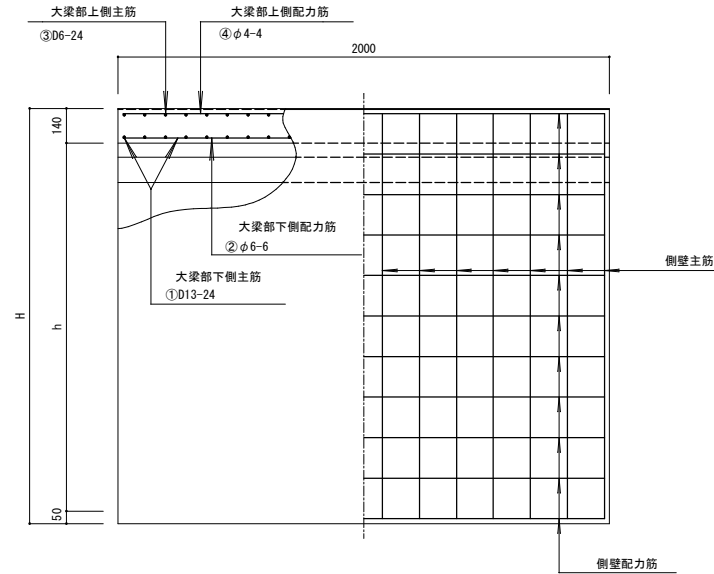 大梁部上側主筋
③D6-24
大梁部上側配力筋
④φ4-4
2000
140
大梁部下側配力筋
②φ6-6
大梁部下側主筋
①D13-24
側壁主筋
H
h
50
側壁配力筋